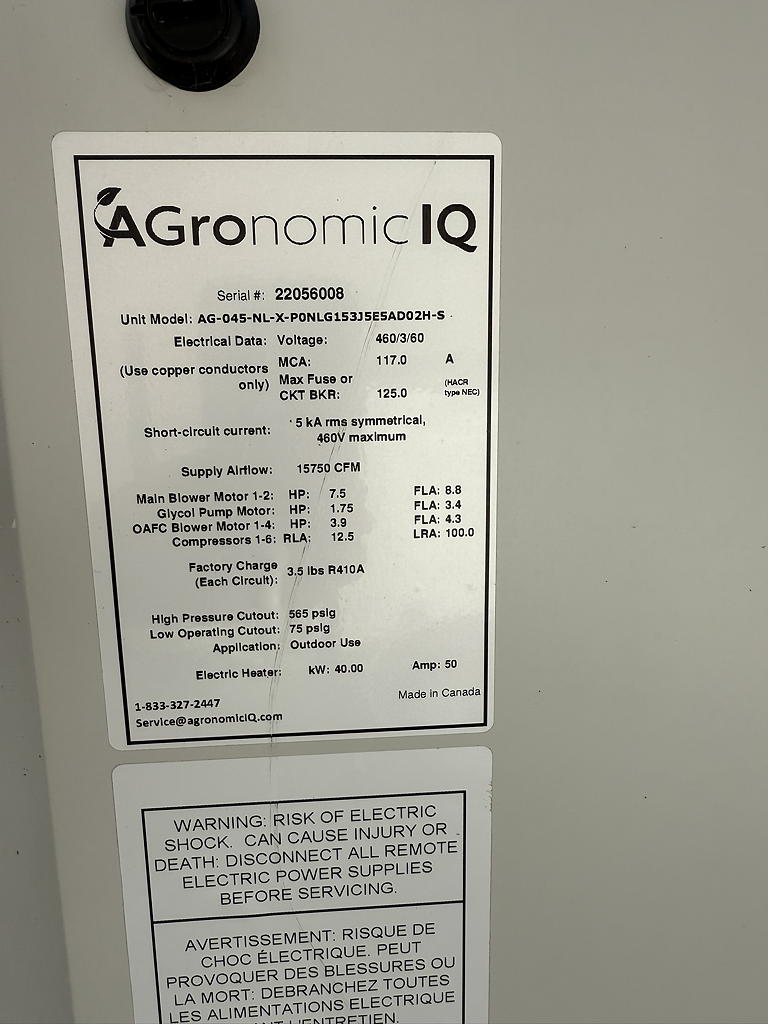 AGronomic IQ
Serial #: 22056008
Unit Model: AG-045-NL-X-P0NLG153J5E5AD02H-S
Electrical Data: Voltage: 460/3/60
(Use copper conductors only) MCA: 117.0 A
Max Fuse or CKT BKR: 125.0 (HACR type NEC)
Short-circuit current: 5 kA rms symmetrical,
460V maximum
Supply Airflow: 15750 CFM
Main Blower Motor 1-2: HP: 7.5 FLA: 8.8
Glycol Pump Motor: HP: 1.75 FLA: 3.4
OAFC Blower Motor 1-4: HP: 3.9 FLA: 4.3
Compressors 1-6: RLA: 12.5 LRA: 100.0
Factory Charge
(Each Circuit): 3.5 lbs R410A
High Pressure Cutout: 565 psig
Low Operating Cutout: 75 psig
Application: Outdoor Use
Electric Heater: kW: 40.00 Amp: 50
Made in Canada
1-833-327-2447
Service@agronomicIQ.com
WARNING: RISK OF ELECTRIC
SHOCK. CAN CAUSE INJURY OR
DEATH: DISCONNECT ALL REMOTE
ELECTRIC POWER SUPPLIES
BEFORE SERVICING.
AVERTISSEMENT: RISQUE DE
CHOC ÉLECTRIQUE. PEUT
PROVOQUER DES BLESSURES OU
LA MORT: DEBRANCHEZ TOUTES
LES ALIMENTATIONS ELECTRIQUE
L'ENTRETIEN.